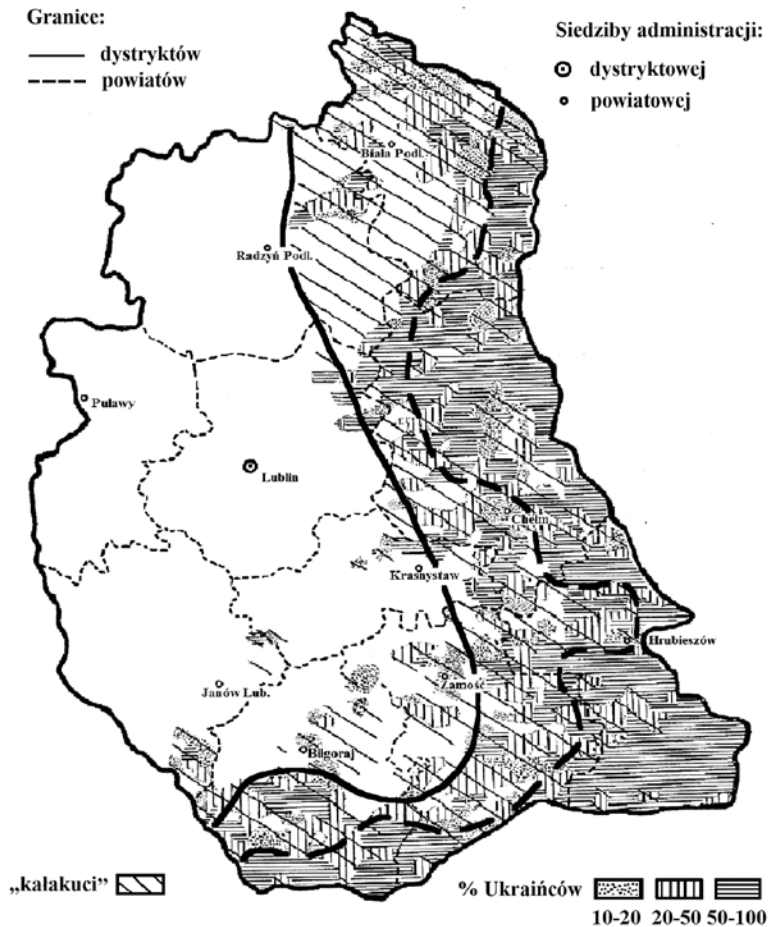 Granice:
dystryktów
powiatów
Siedziby administracji:
dystryktowej
powiatowej
Biała Podl.
Radzyń Podl.
Puławy
Lublin
Chełm
Krasnystaw
Hrubieszów
Zamość
Janów Lub.
Biłgoraj
„kałakuci”
% Ukraińców
10-20 20-50 50-100